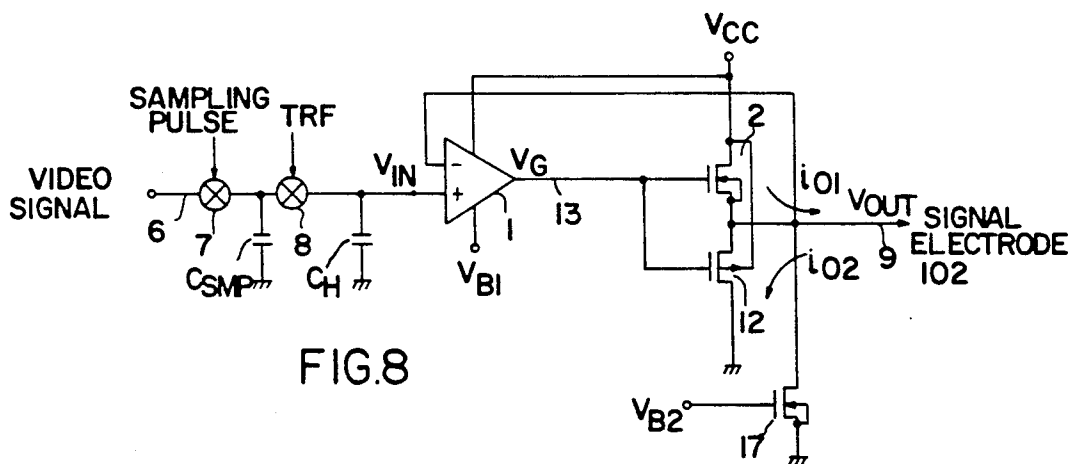 VCC
SAMPLING
PULSE
TRF
2
VIDEO
SIGNAL
VIN
VG
i01
VOUT
SIGNAL
ELECTRODE
102
6
7
8
1
13
9
CSMP
CH
VB1
i02
12
FIG.8
VB2
17
−
+